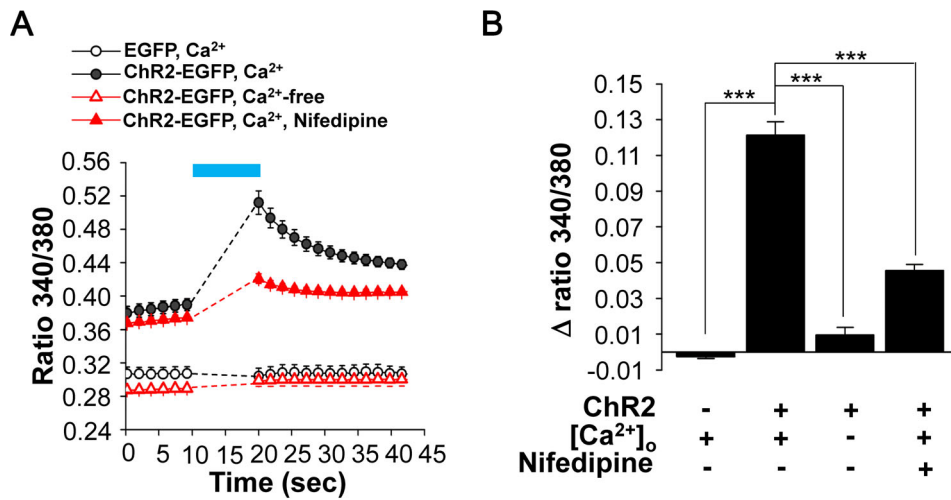 A
EGFP, Ca²⁺
ChR2-EGFP, Ca²⁺
ChR2-EGFP, Ca²⁺-free
ChR2-EGFP, Ca²⁺, Nifedipine
Ratio 340/380
0.56
0.52
0.48
0.44
0.40
0.36
0.32
0.28
0.24
0 5 10 15 20 25 30 35 40 45
Time (sec)
B
Δ ratio 340/380
0.15
0.13
0.11
0.09
0.07
0.05
0.03
0.01
-0.01
***
***
***
ChR2 - + + +
[Ca²⁺]ₒ + + - +
Nifedipine - - - +